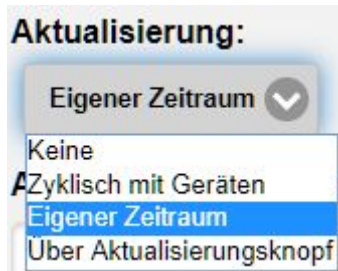 Aktualisierung:
Eigener Zeitraum
Keine
Zyklisch mit Geräten
Eigener Zeitraum
Über Aktualisierungsknopf